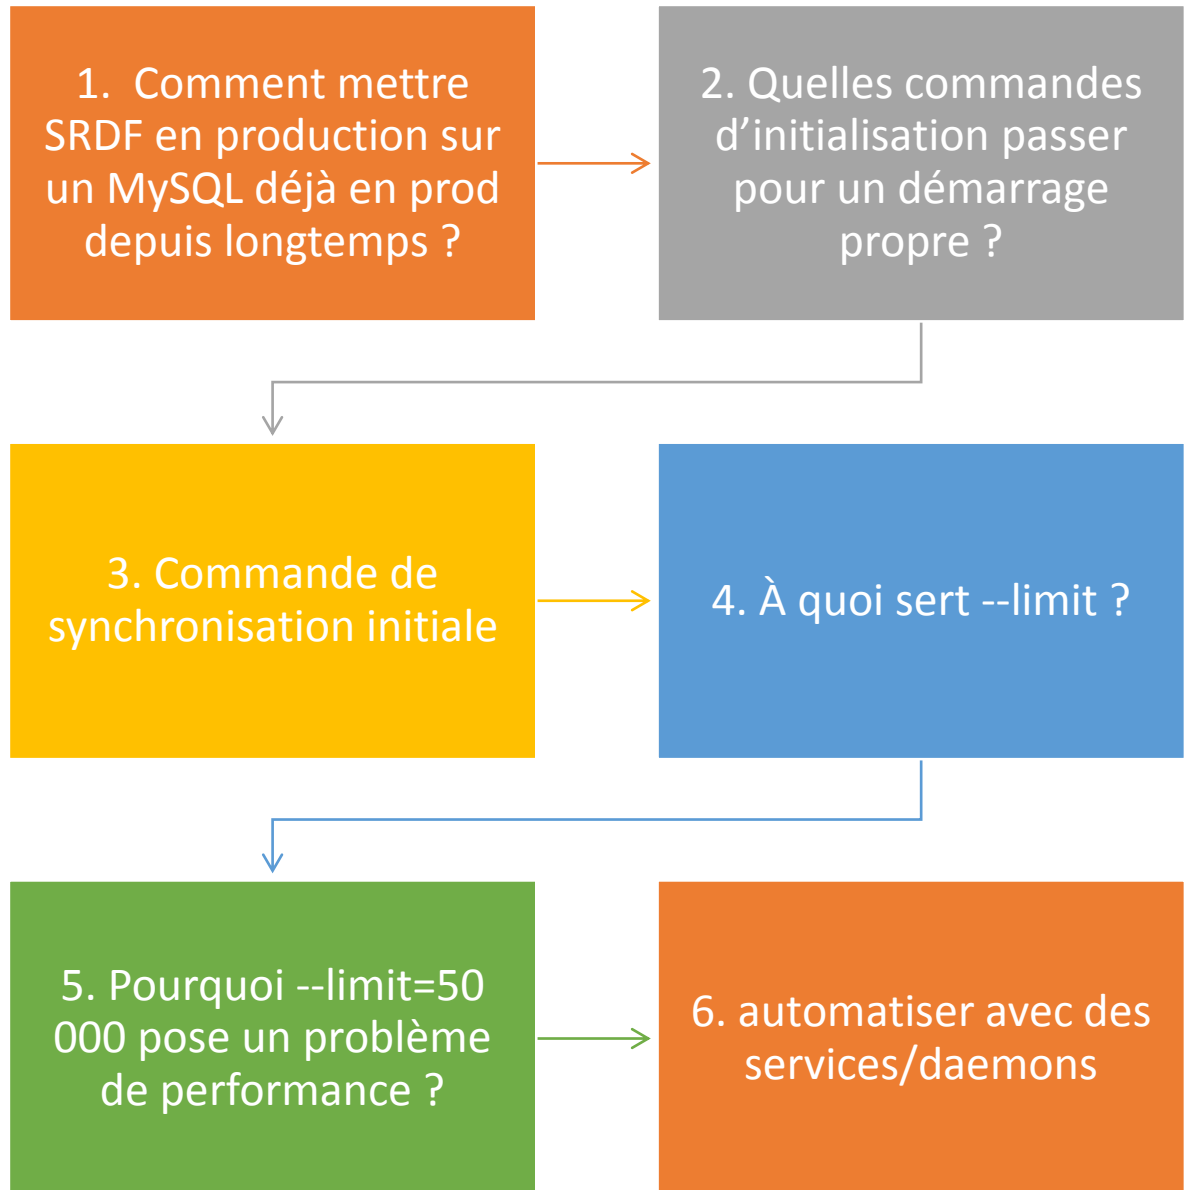 1.  Comment mettre
SRDF en production sur
un MySQL déjà en prod
depuis longtemps ?
2. Quelles commandes
d’initialisation passer
pour un démarrage
propre ?
3. Commande de
synchronisation initiale
4. À quoi sert --limit ?
5. Pourquoi --limit=50
000 pose un problème
de performance ?
6. automatiser avec des
services/daemons